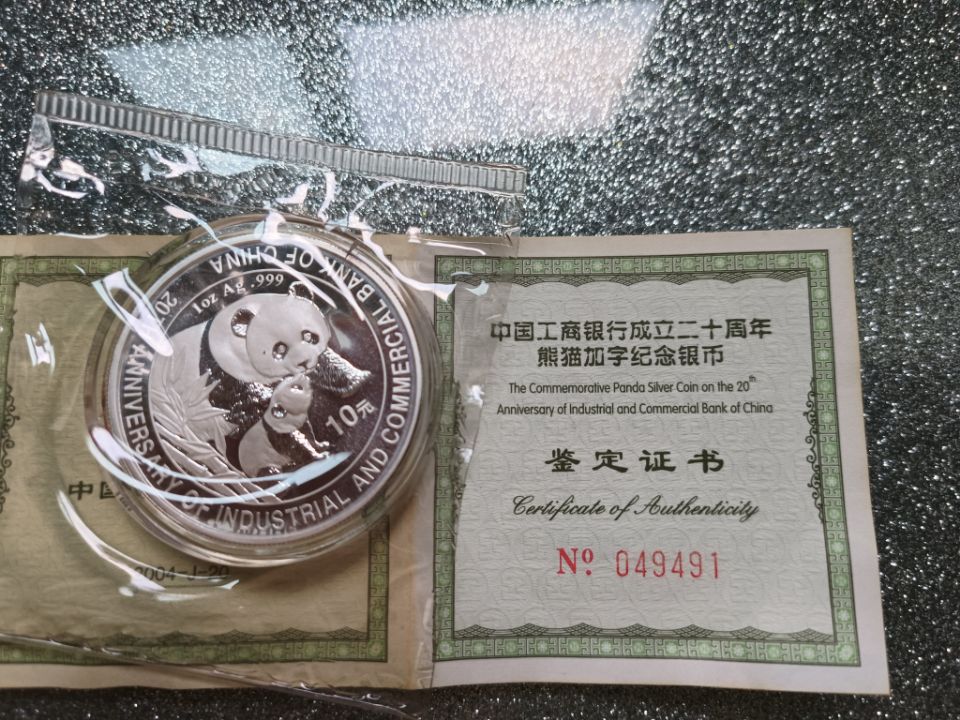 20TH ANNIVERSARY OF INDUSTRIAL AND COMMERCIAL BANK OF CHINA
1oz Ag .999
10元
中国
2004-J-20
中国工商银行成立二十周年
熊猫加字纪念银币
The Commemorative Panda Silver Coin on the 20th
Anniversary of Industrial and Commercial Bank of China
鉴定证书
Certificate of Authenticity
Nº 049491